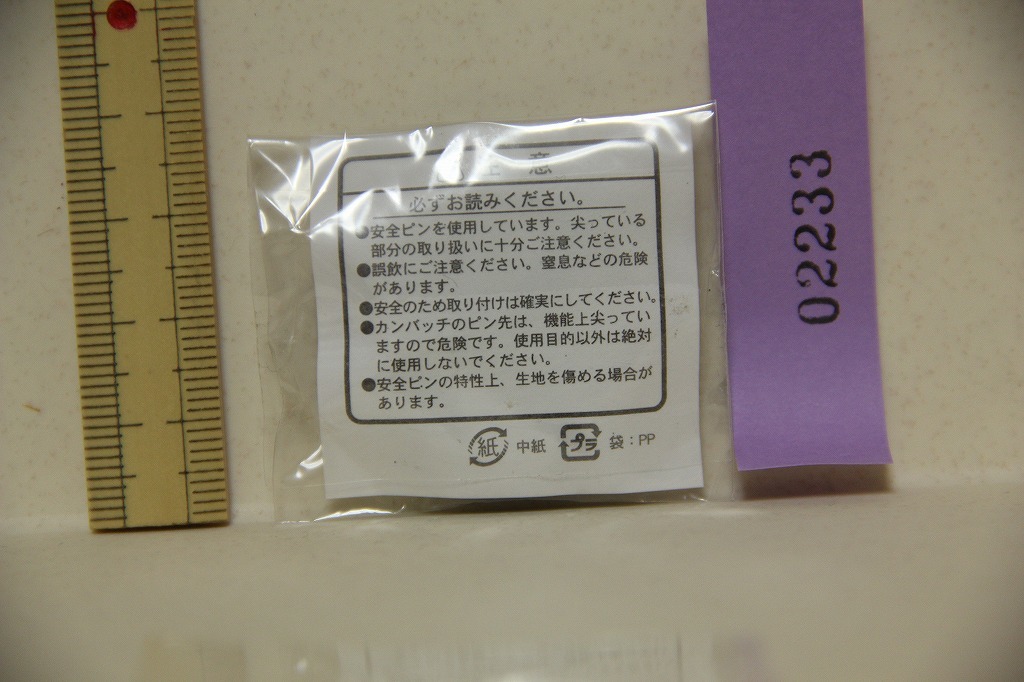 注意
必ずお読みください。
●安全ピンを使用しています。尖っている
部分の取り扱いに十分ご注意ください。
●誤飲にご注意ください。窒息などの危険
があります。
●安全のため取り付けは確実にしてください。
●カンバッチのピン先は、機能上尖ってい
ますので危険です。使用目的以外は絶対
に使用しないでください。
●安全ピンの特性上、生地を傷める場合が
あります。
紙 中紙 プラ 袋：PP
02233